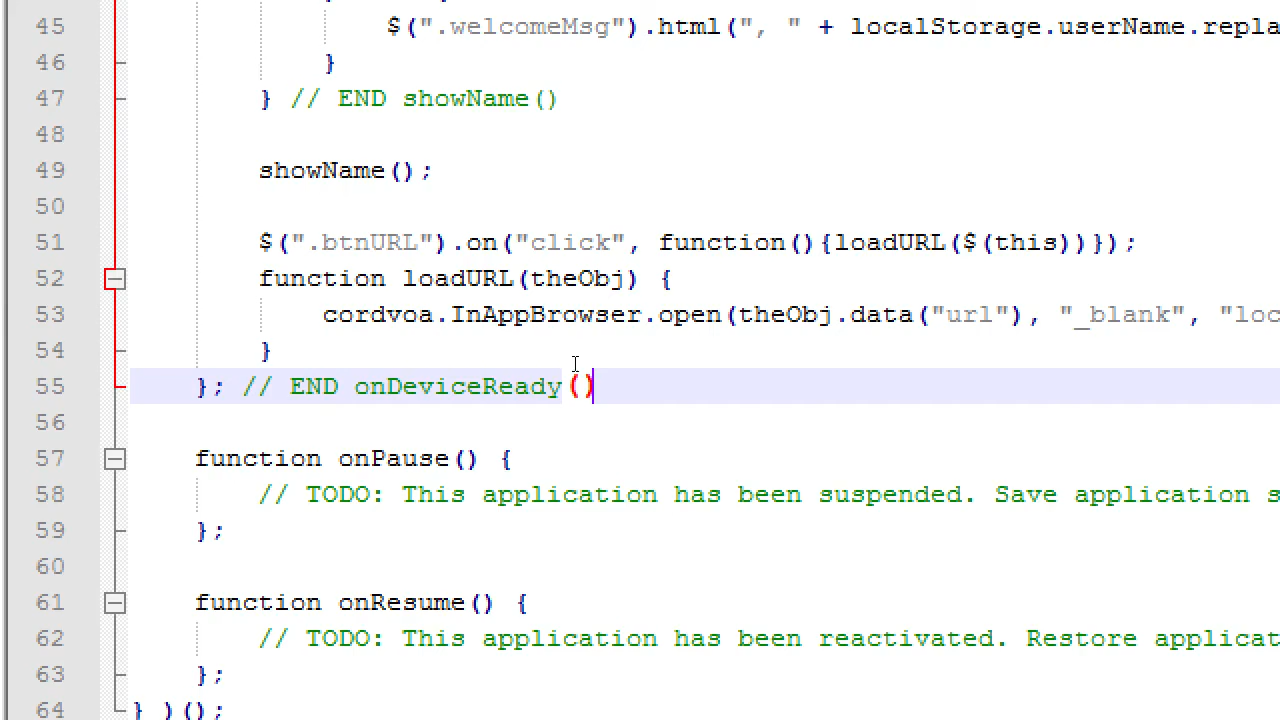 45 $(".welcomeMsg").html(", " + localStorage.userName.repla
46 }
47 } // END showName()
48
49 showName();
50
51 $(".btnURL").on("click", function(){loadURL($(this))});
52 function loadURL(theObj) {
53 cordvoa.InAppBrowser.open(theObj.data("url"), "_blank", "loc
54 }
55 }; // END onDeviceReady()
56
57 function onPause() {
58 // TODO: This application has been suspended. Save application s
59 };
60
61 function onResume() {
62 // TODO: This application has been reactivated. Restore applicat
63 };
64 } )();